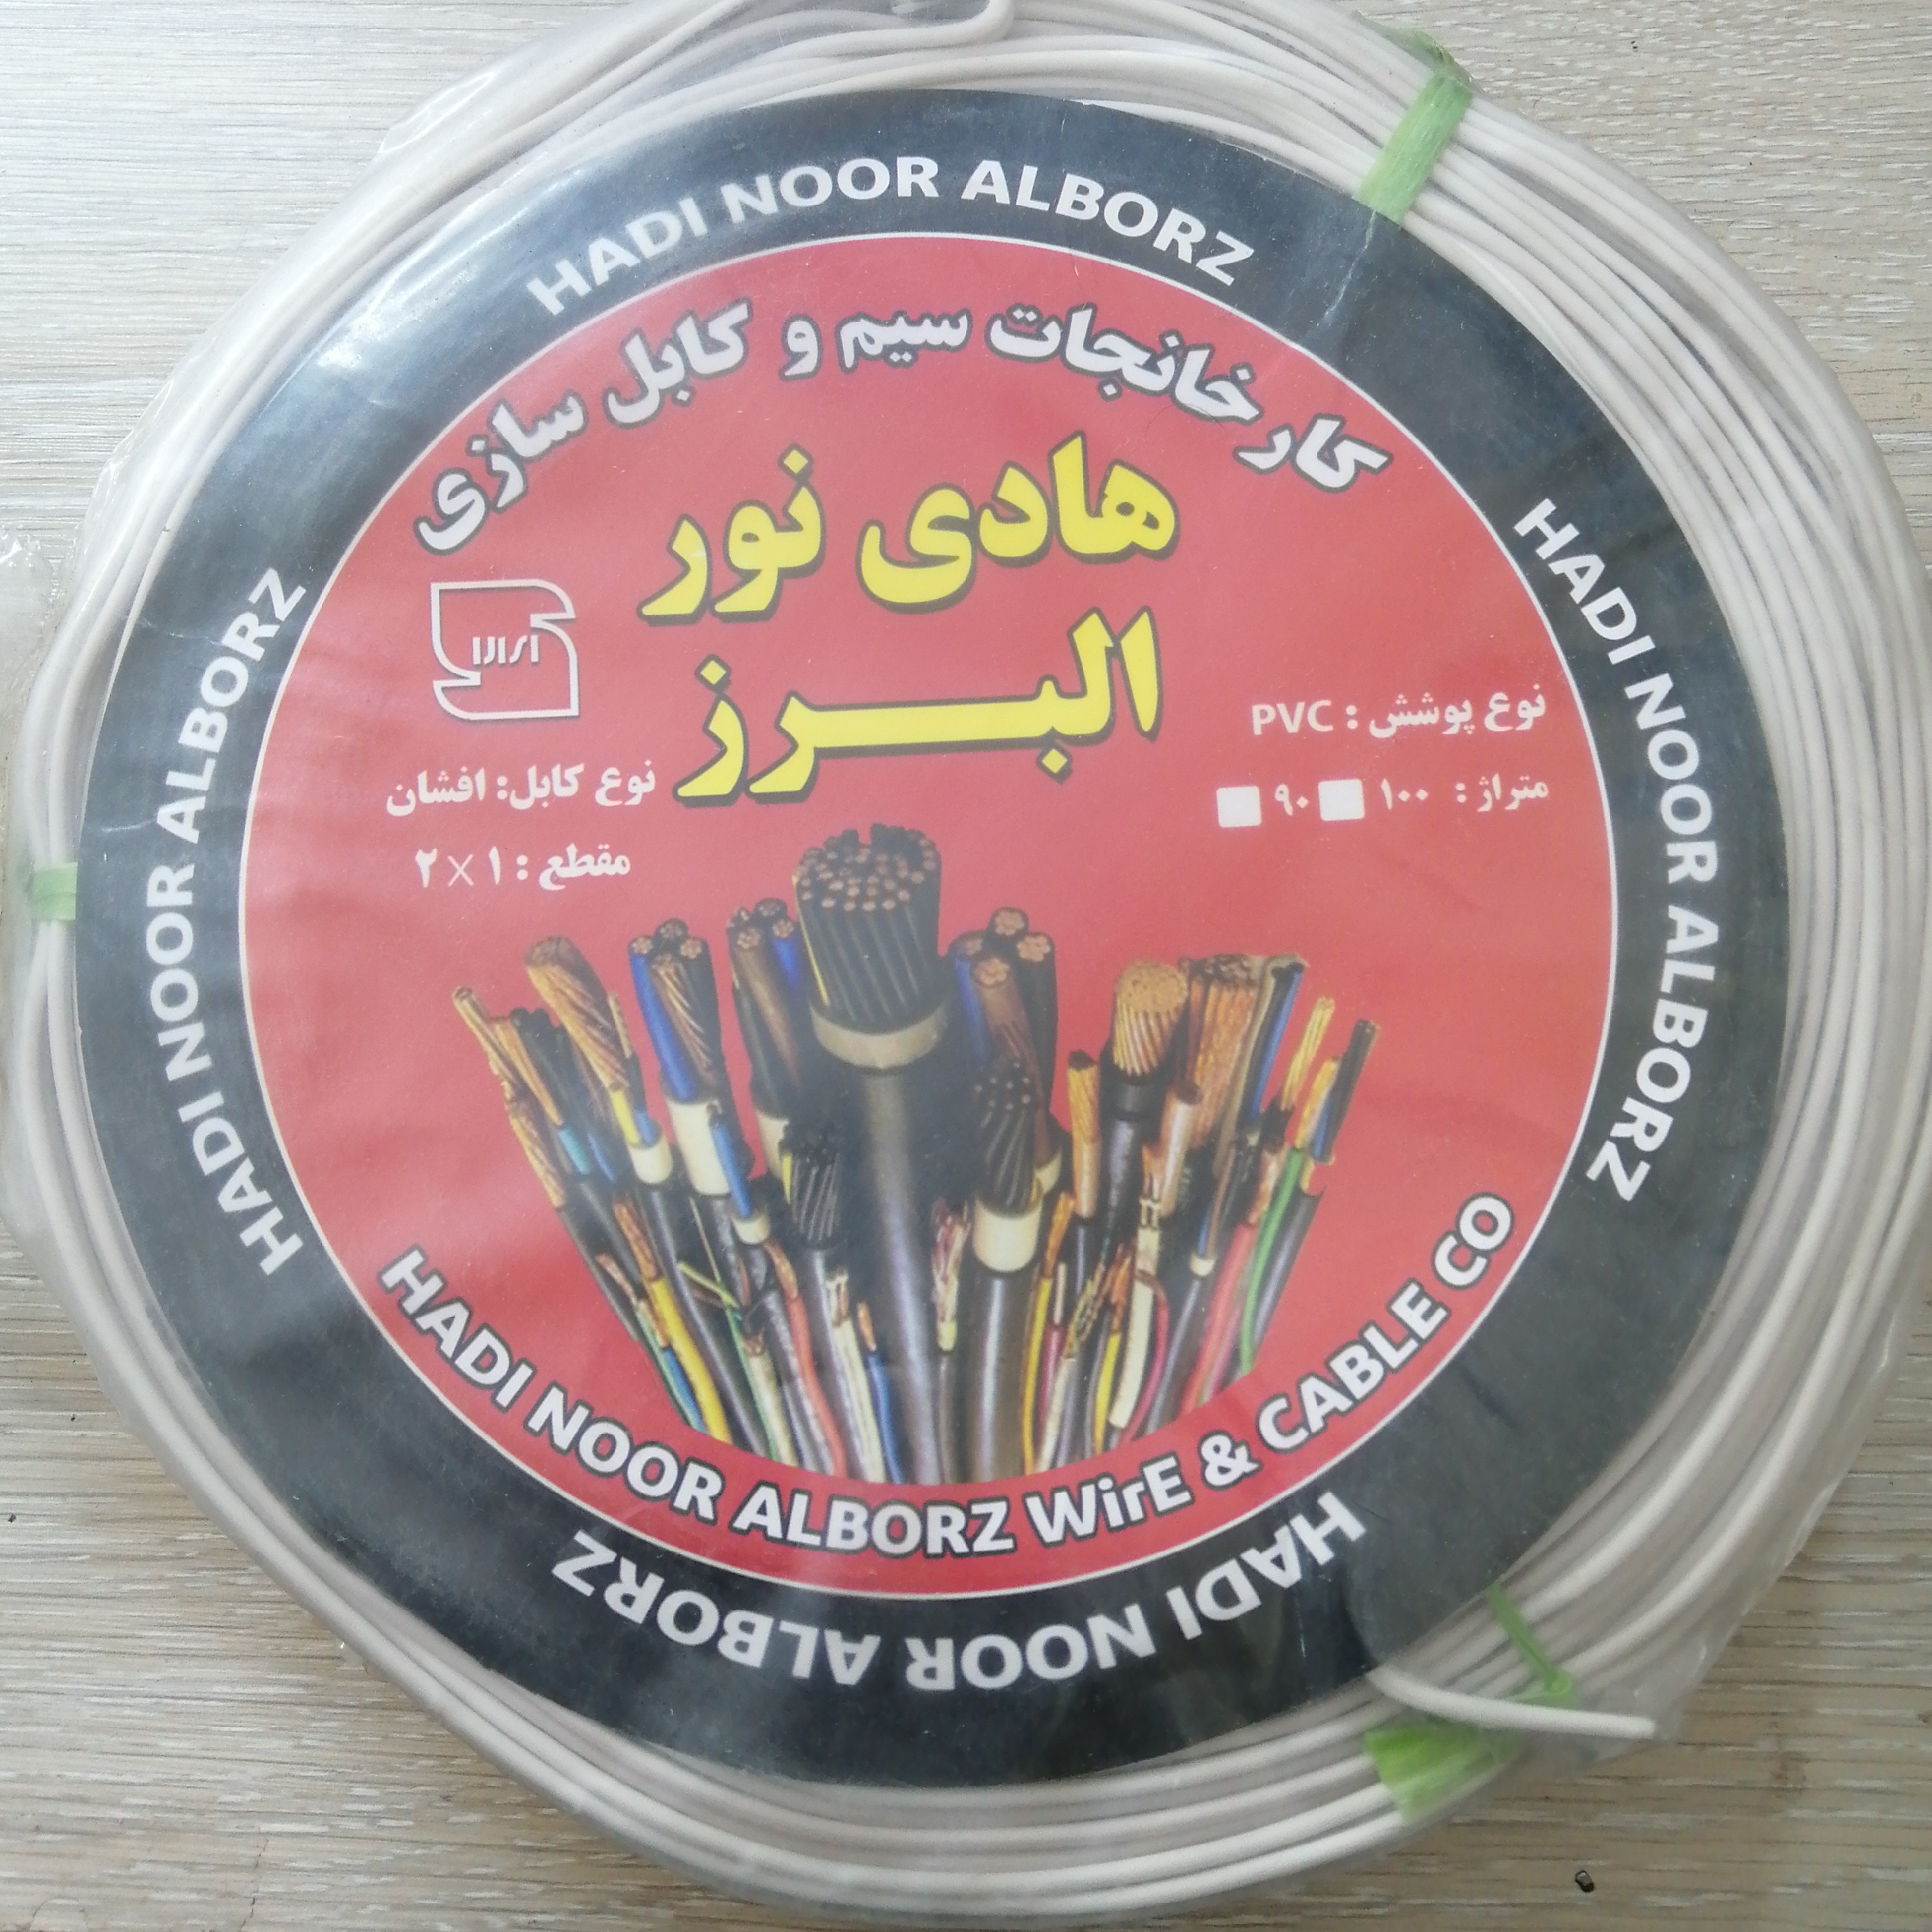 HADI NOOR ALBORZ
کارخانجات سیم و کابل سازی
هادی نور
البرز
نوع پوشش : PVC
متراژ : ۱۰۰ ۹۰
نوع کابل: افشان
مقطع : ۱ × ۲
HADI NOOR ALBORZ WirE & CABLE CO
HADI NOOR ALBORZ
HADI NOOR ALBORZ
HADI NOOR ALBORZ